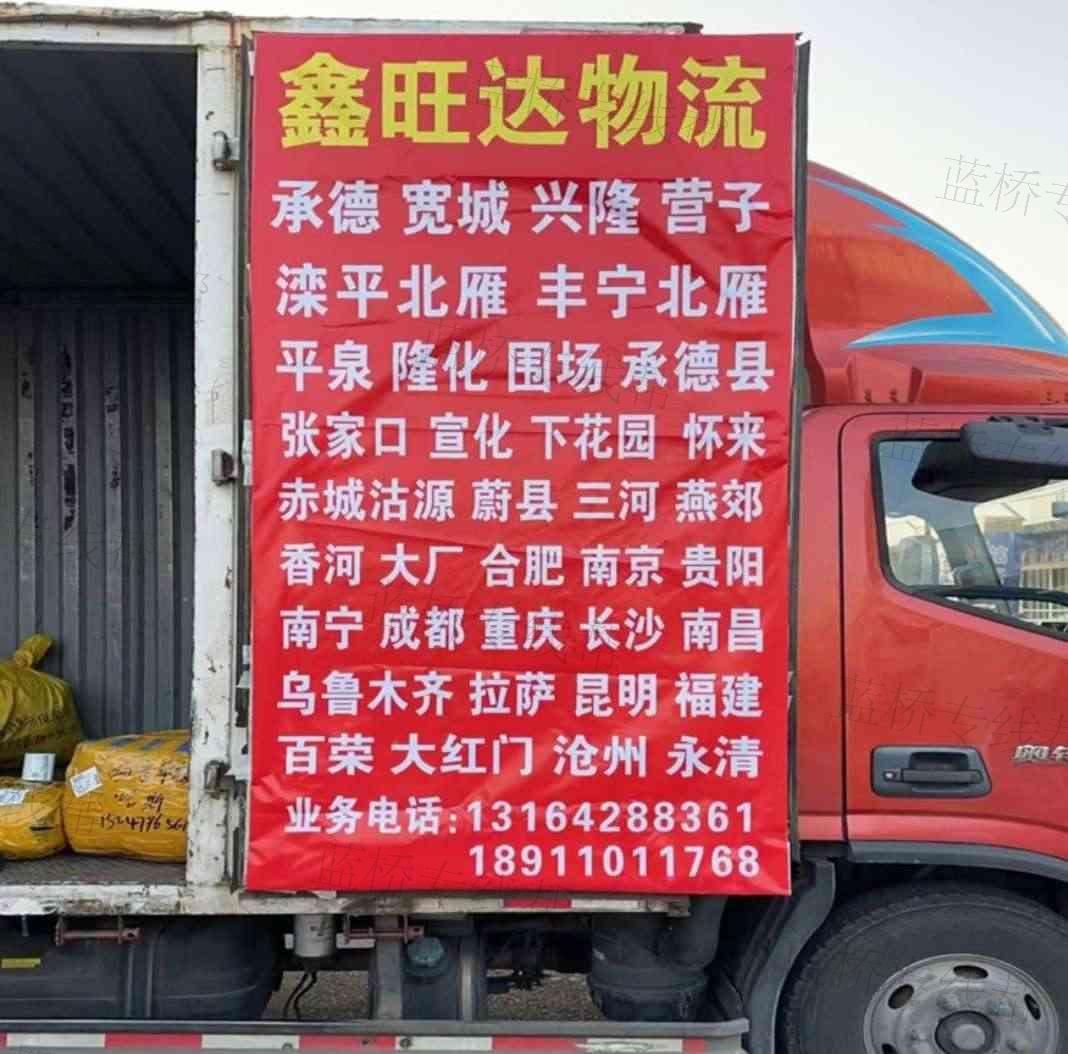 鑫旺达物流
承德 宽城 兴隆 营子
滦平北雁 丰宁北雁
平泉 隆化 围场 承德县
张家口 宣化 下花园 怀来
赤城沽源 蔚县 三河 燕郊
香河 大厂 合肥 南京 贵阳
南宁 成都 重庆 长沙 南昌
乌鲁木齐 拉萨 昆明 福建
百荣 大红门 沧州 永清
业务电话:13164288361
18911011768
蓝桥专线